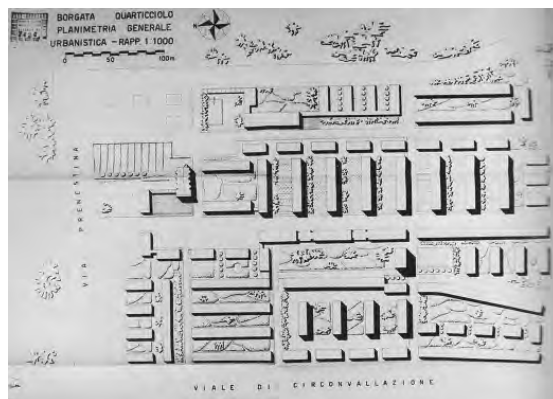 BORGATA QUARTICCIOLO
PLANIMETRIA GENERALE
URBANISTICA - RAPP. 1:1000
0 50 100m
VIA PRENESTINA
VIALE DI CIRCONVALLAZIONE